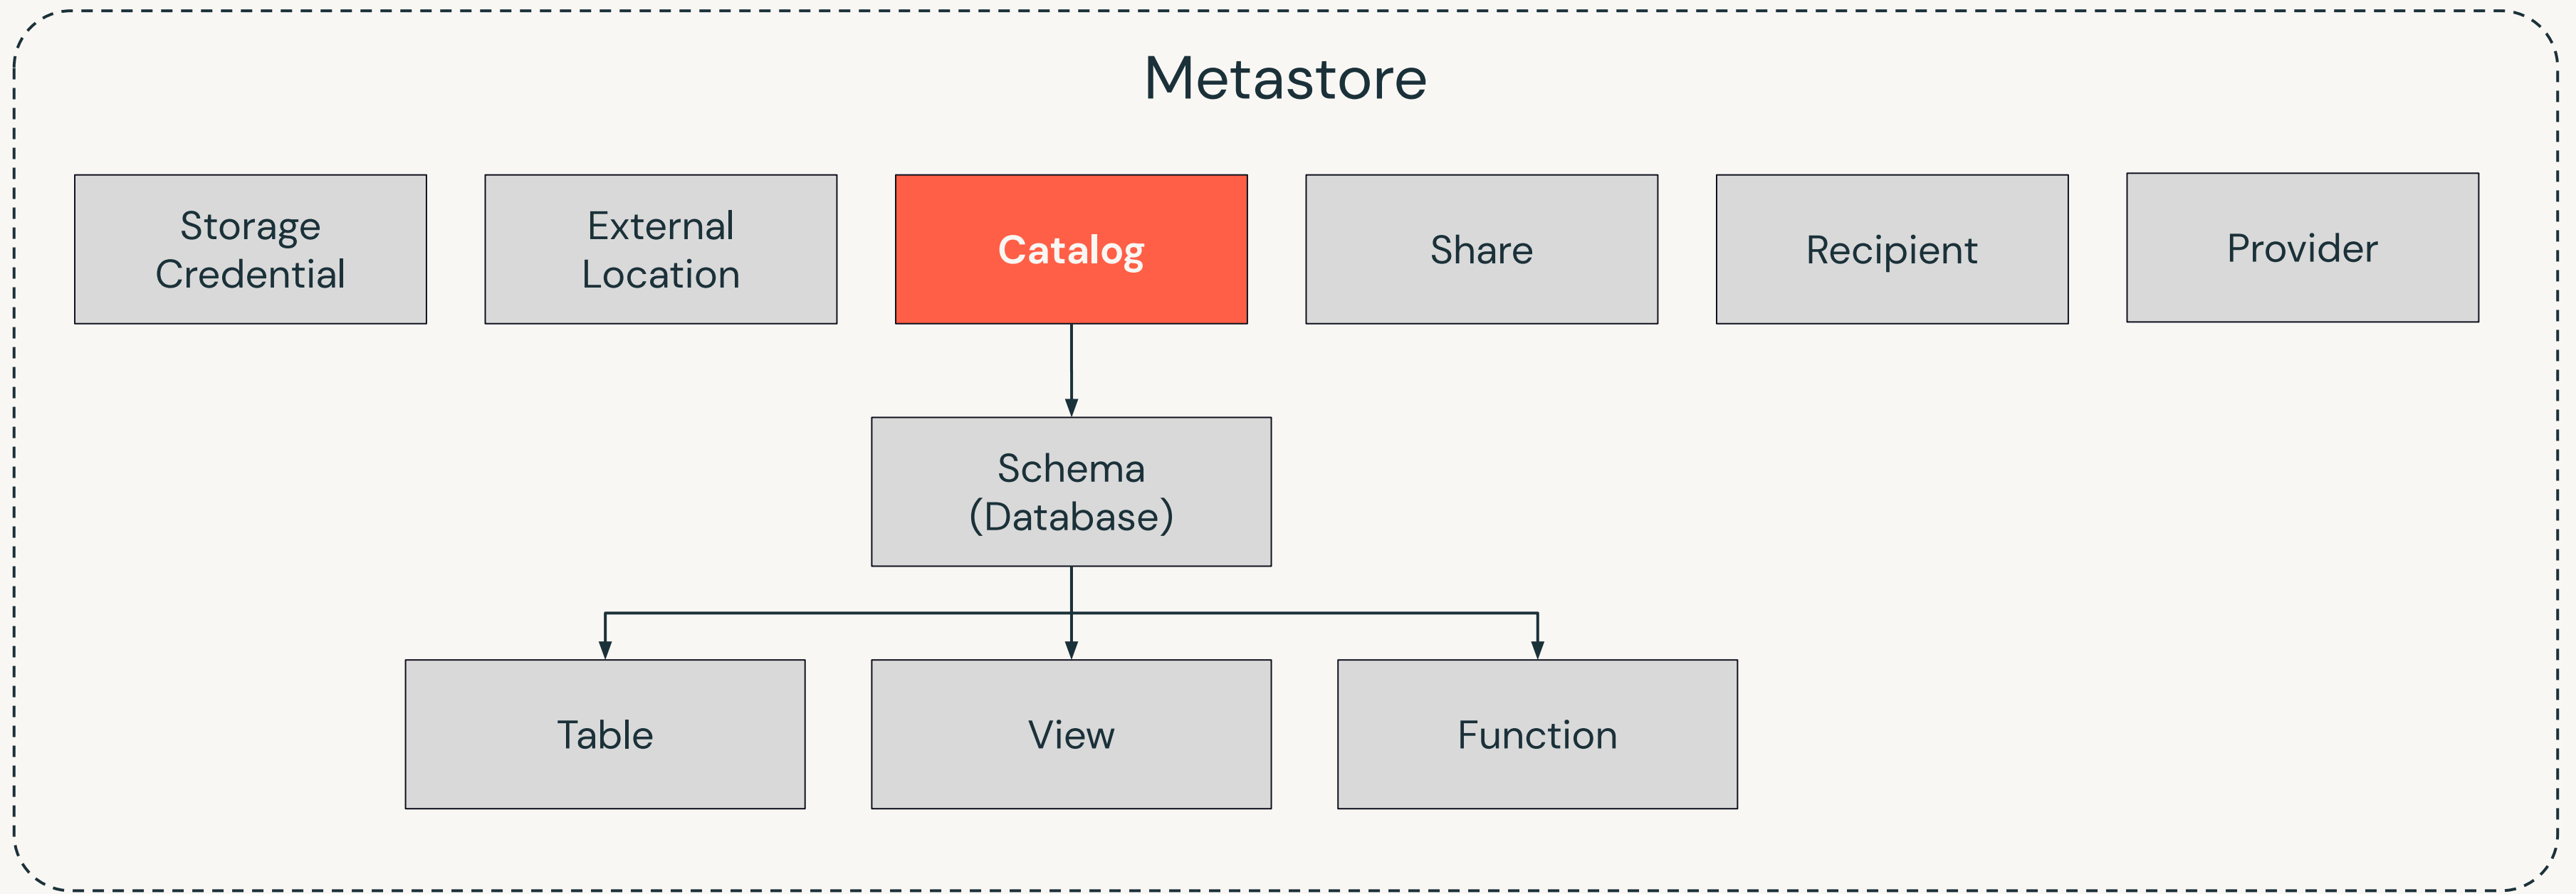 Metastore
Storage
Credential
External
Location
Catalog
Share
Recipient
Provider
Schema
(Database)
Table
View
Function